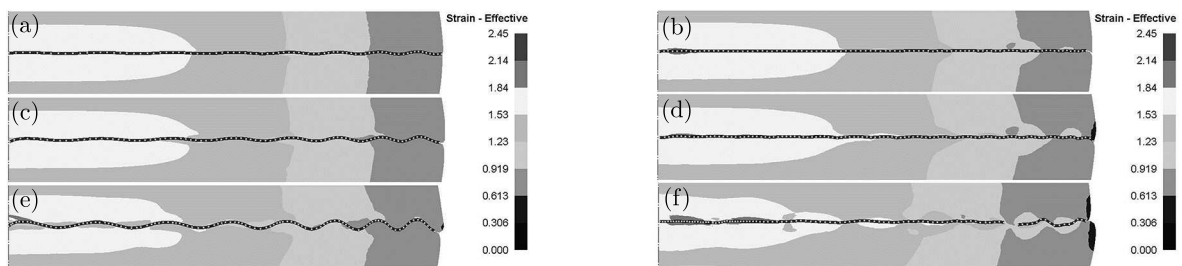 (a)
Strain - Effective
2.45
2.14
1.84
1.53
1.23
0.919
0.613
0.306
0.000
(c)
(e)
(b)
Strain - Effective
2.45
2.14
1.84
1.53
1.23
0.919
0.613
0.306
0.000
(d)
(f)